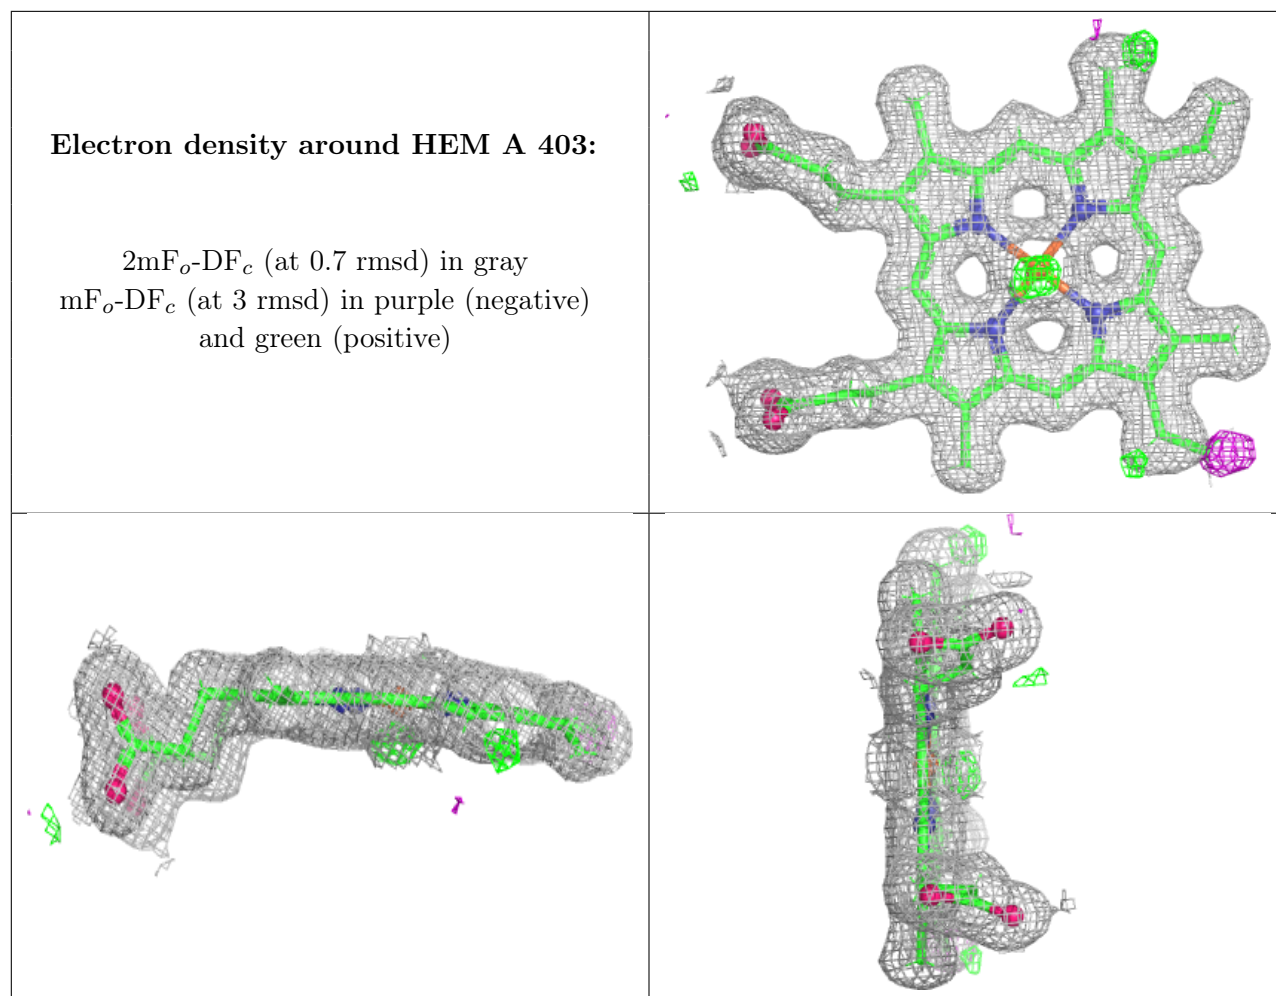 Electron density around HEM A 403:
2mFo-DFc (at 0.7 rmsd) in gray
mFo-DFc (at 3 rmsd) in purple (negative)
and green (positive)